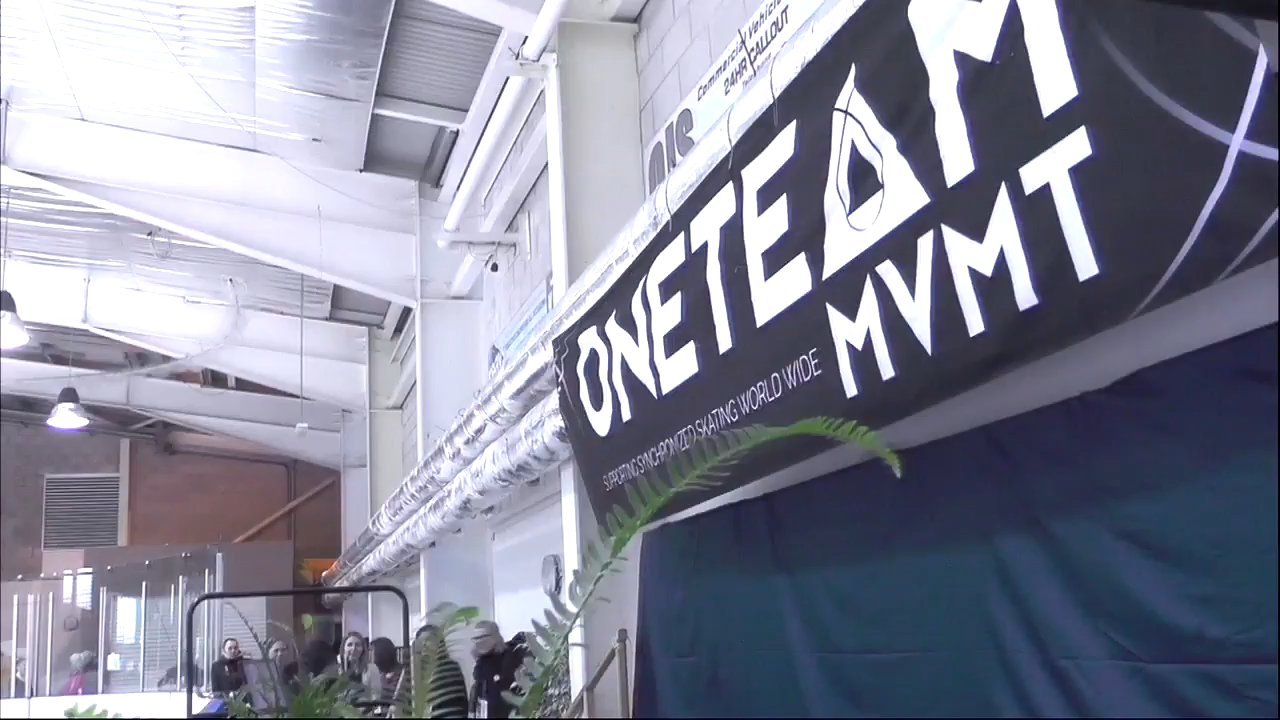 Commercial Vehicle
24HR CALLOUT
ONETEAM
MVMT
SUPPORTING SYNCHRONIZED SKATING WORLD WIDE